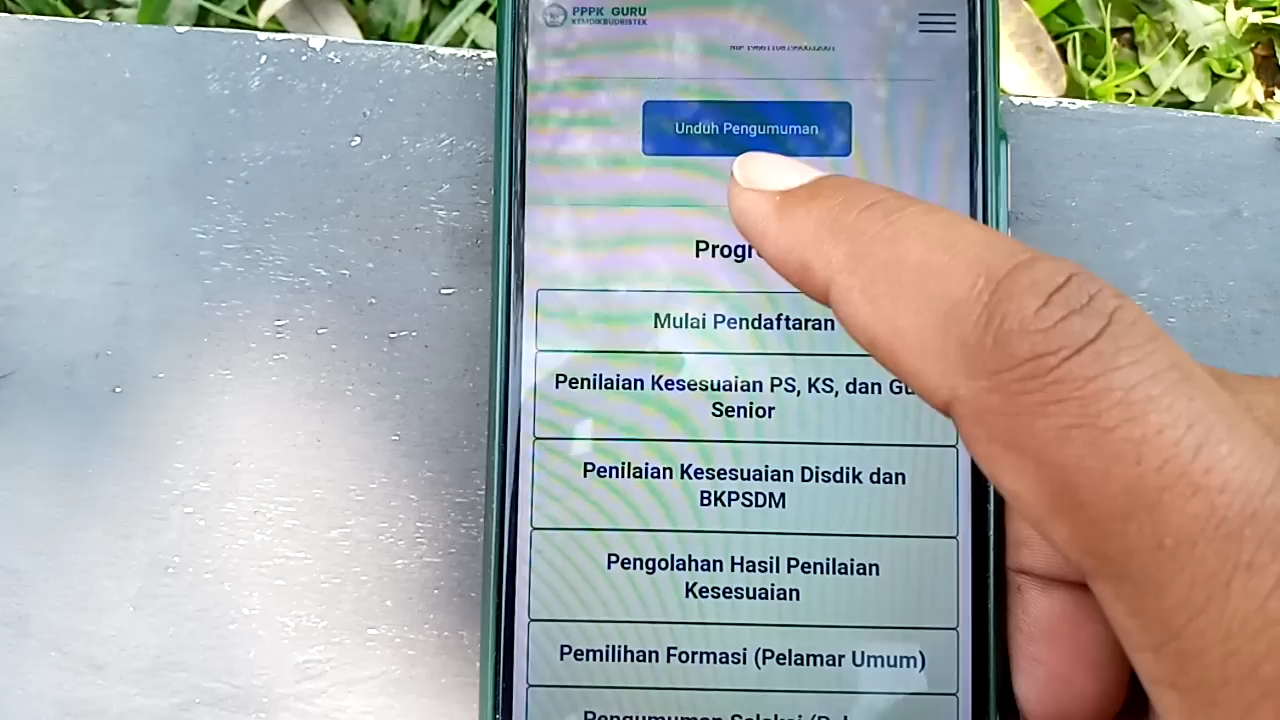 PPPK GURU
KEMDIKBUDRISTEK
Unduh Pengumuman
Mulai Pendaftaran
Penilaian Kesesuaian PS, KS, dan
Senior
Penilaian Kesesuaian Disdik dan
BKPSDM
Pengolahan Hasil Penilaian
Kesesuaian
Pemilihan Formasi (Pelamar Umum)